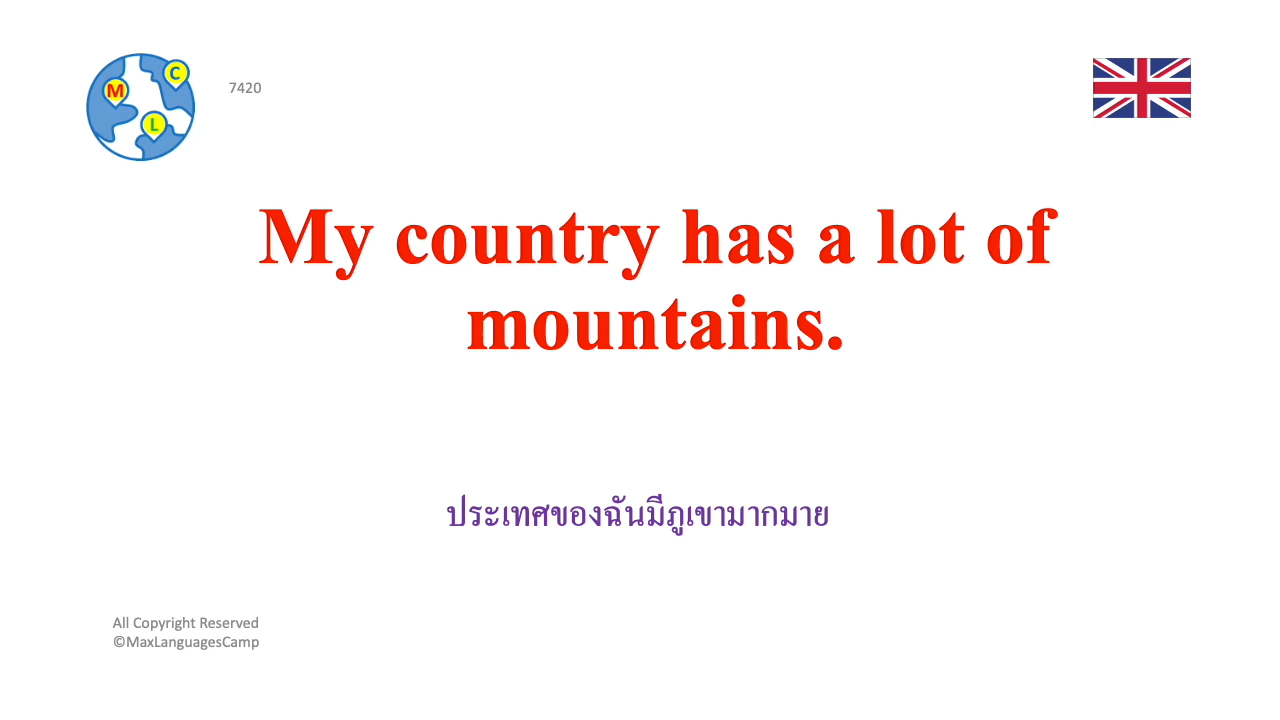 M
C
L
7420
My country has a lot of
mountains.
ประเทศของฉันมีภูเขามากมาย
All Copyright Reserved
©MaxLanguagesCamp